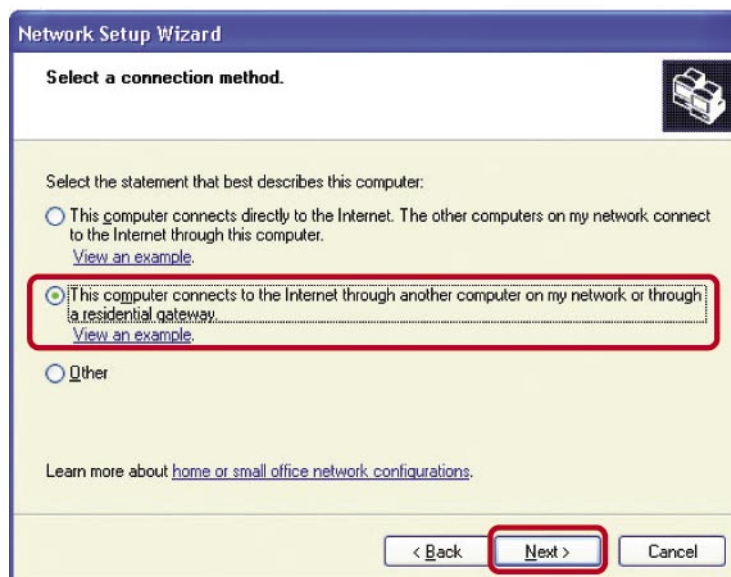 Network Setup Wizard
Select a connection method.
Select the statement that best describes this computer:
This computer connects directly to the Internet. The other computers on my network connect
to the Internet through this computer.
View an example.
This computer connects to the Internet through another computer on my network or through
a residential gateway.
View an example.
Other
Learn more about home or small office network configurations.
< Back Next > Cancel